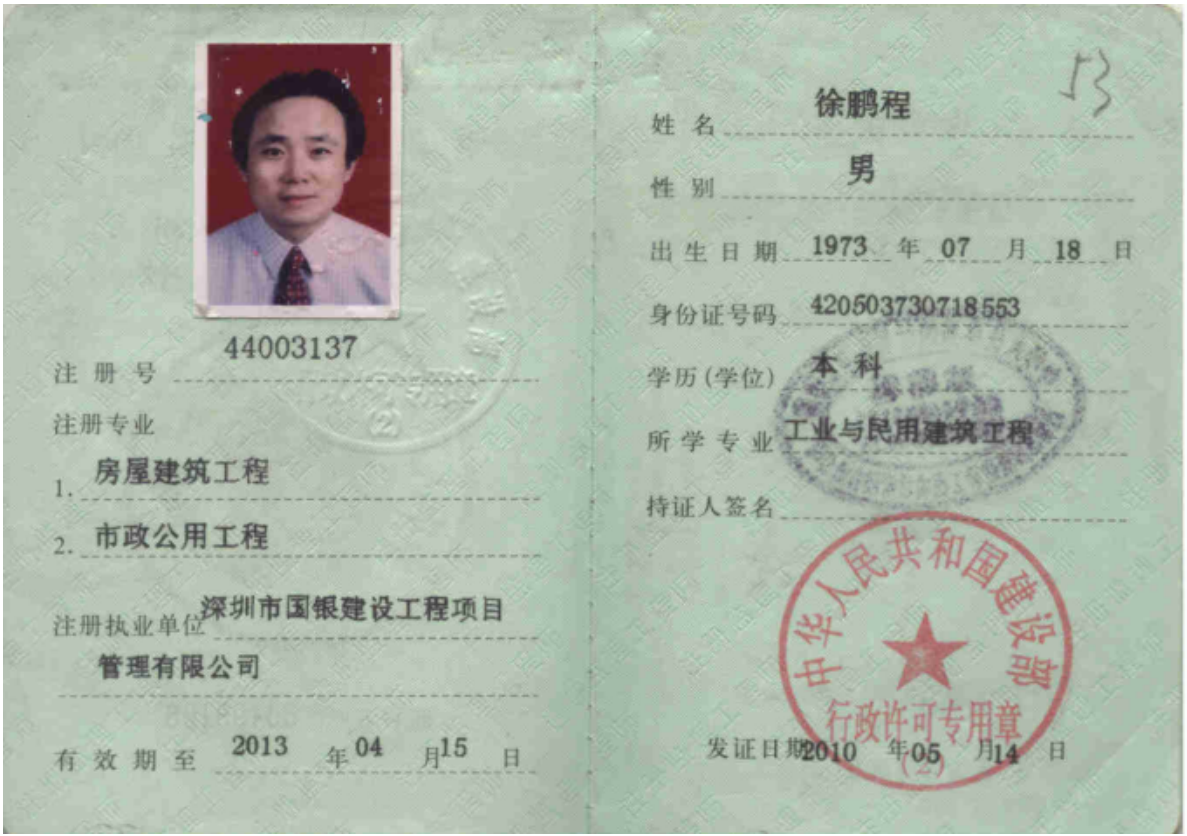 44003137
注册号
注册专业
1. 房屋建筑工程
2. 市政公用工程
注册执业单位 深圳市国银建设工程项目
管理有限公司
有效期至 2013 年 04 月 15 日
53
姓名 徐鹏程
性别 男
出生日期 1973 年 07 月 18 日
身份证号码 420503730718553
学历(学位) 本科
所学专业 工业与民用建筑工程
持证人签名
中华人民共和国建设部
行政许可专用章
(2)
发证日期 2010 年 05 月 14 日